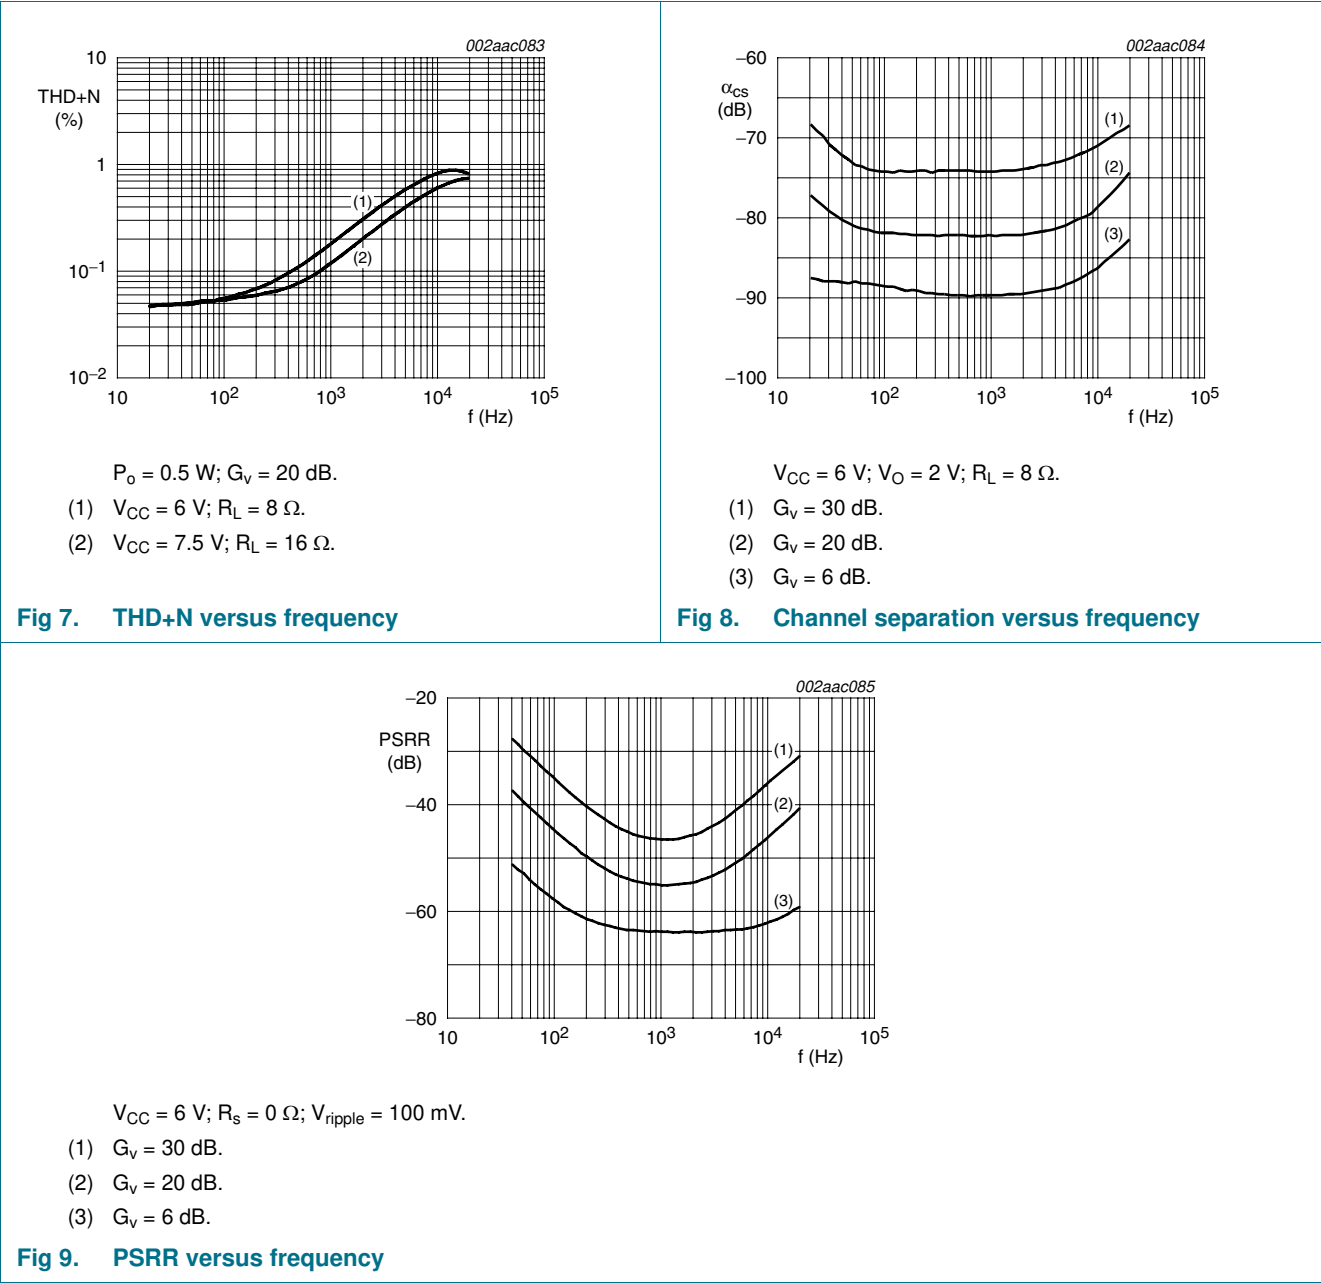 002aac083
10
THD+N
(%)
1
(1)
(2)
10−1
10−2
10 102 103 104 105
f (Hz)
Po = 0.5 W; Gv = 20 dB.
(1) VCC = 6 V; RL = 8 Ω.
(2) VCC = 7.5 V; RL = 16 Ω.
Fig 7. THD+N versus frequency
002aac084
−60
αcs
(dB)
−70
(1)
(2)
−80
(3)
−90
−100
10 102 103 104 105
f (Hz)
VCC = 6 V; VO = 2 V; RL = 8 Ω.
(1) Gv = 30 dB.
(2) Gv = 20 dB.
(3) Gv = 6 dB.
Fig 8. Channel separation versus frequency
002aac085
−20
PSRR
(dB)
(1)
−40
(2)
(3)
−60
−80
10 102 103 104 105
f (Hz)
VCC = 6 V; Rs = 0 Ω; Vripple = 100 mV.
(1) Gv = 30 dB.
(2) Gv = 20 dB.
(3) Gv = 6 dB.
Fig 9. PSRR versus frequency